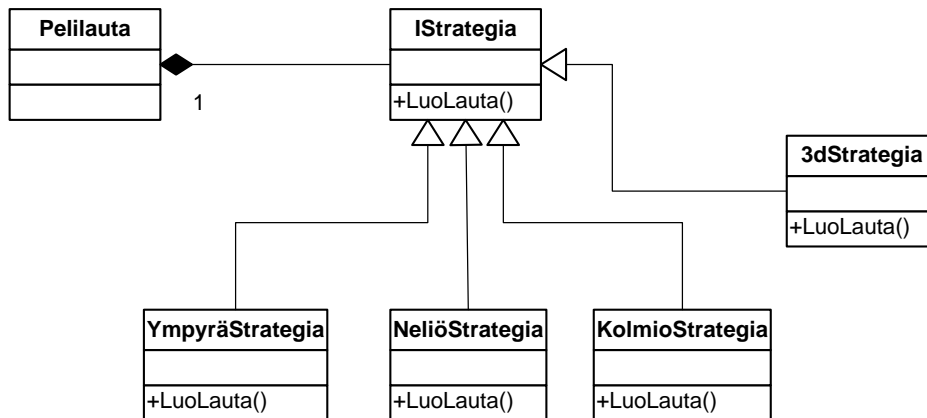 Pelilauta
IStrategia
1
+LuoLauta()
3dStrategia
+LuoLauta()
YmpyräStrategia
NeliöStrategia
KolmioStrategia
+LuoLauta()
+LuoLauta()
+LuoLauta()